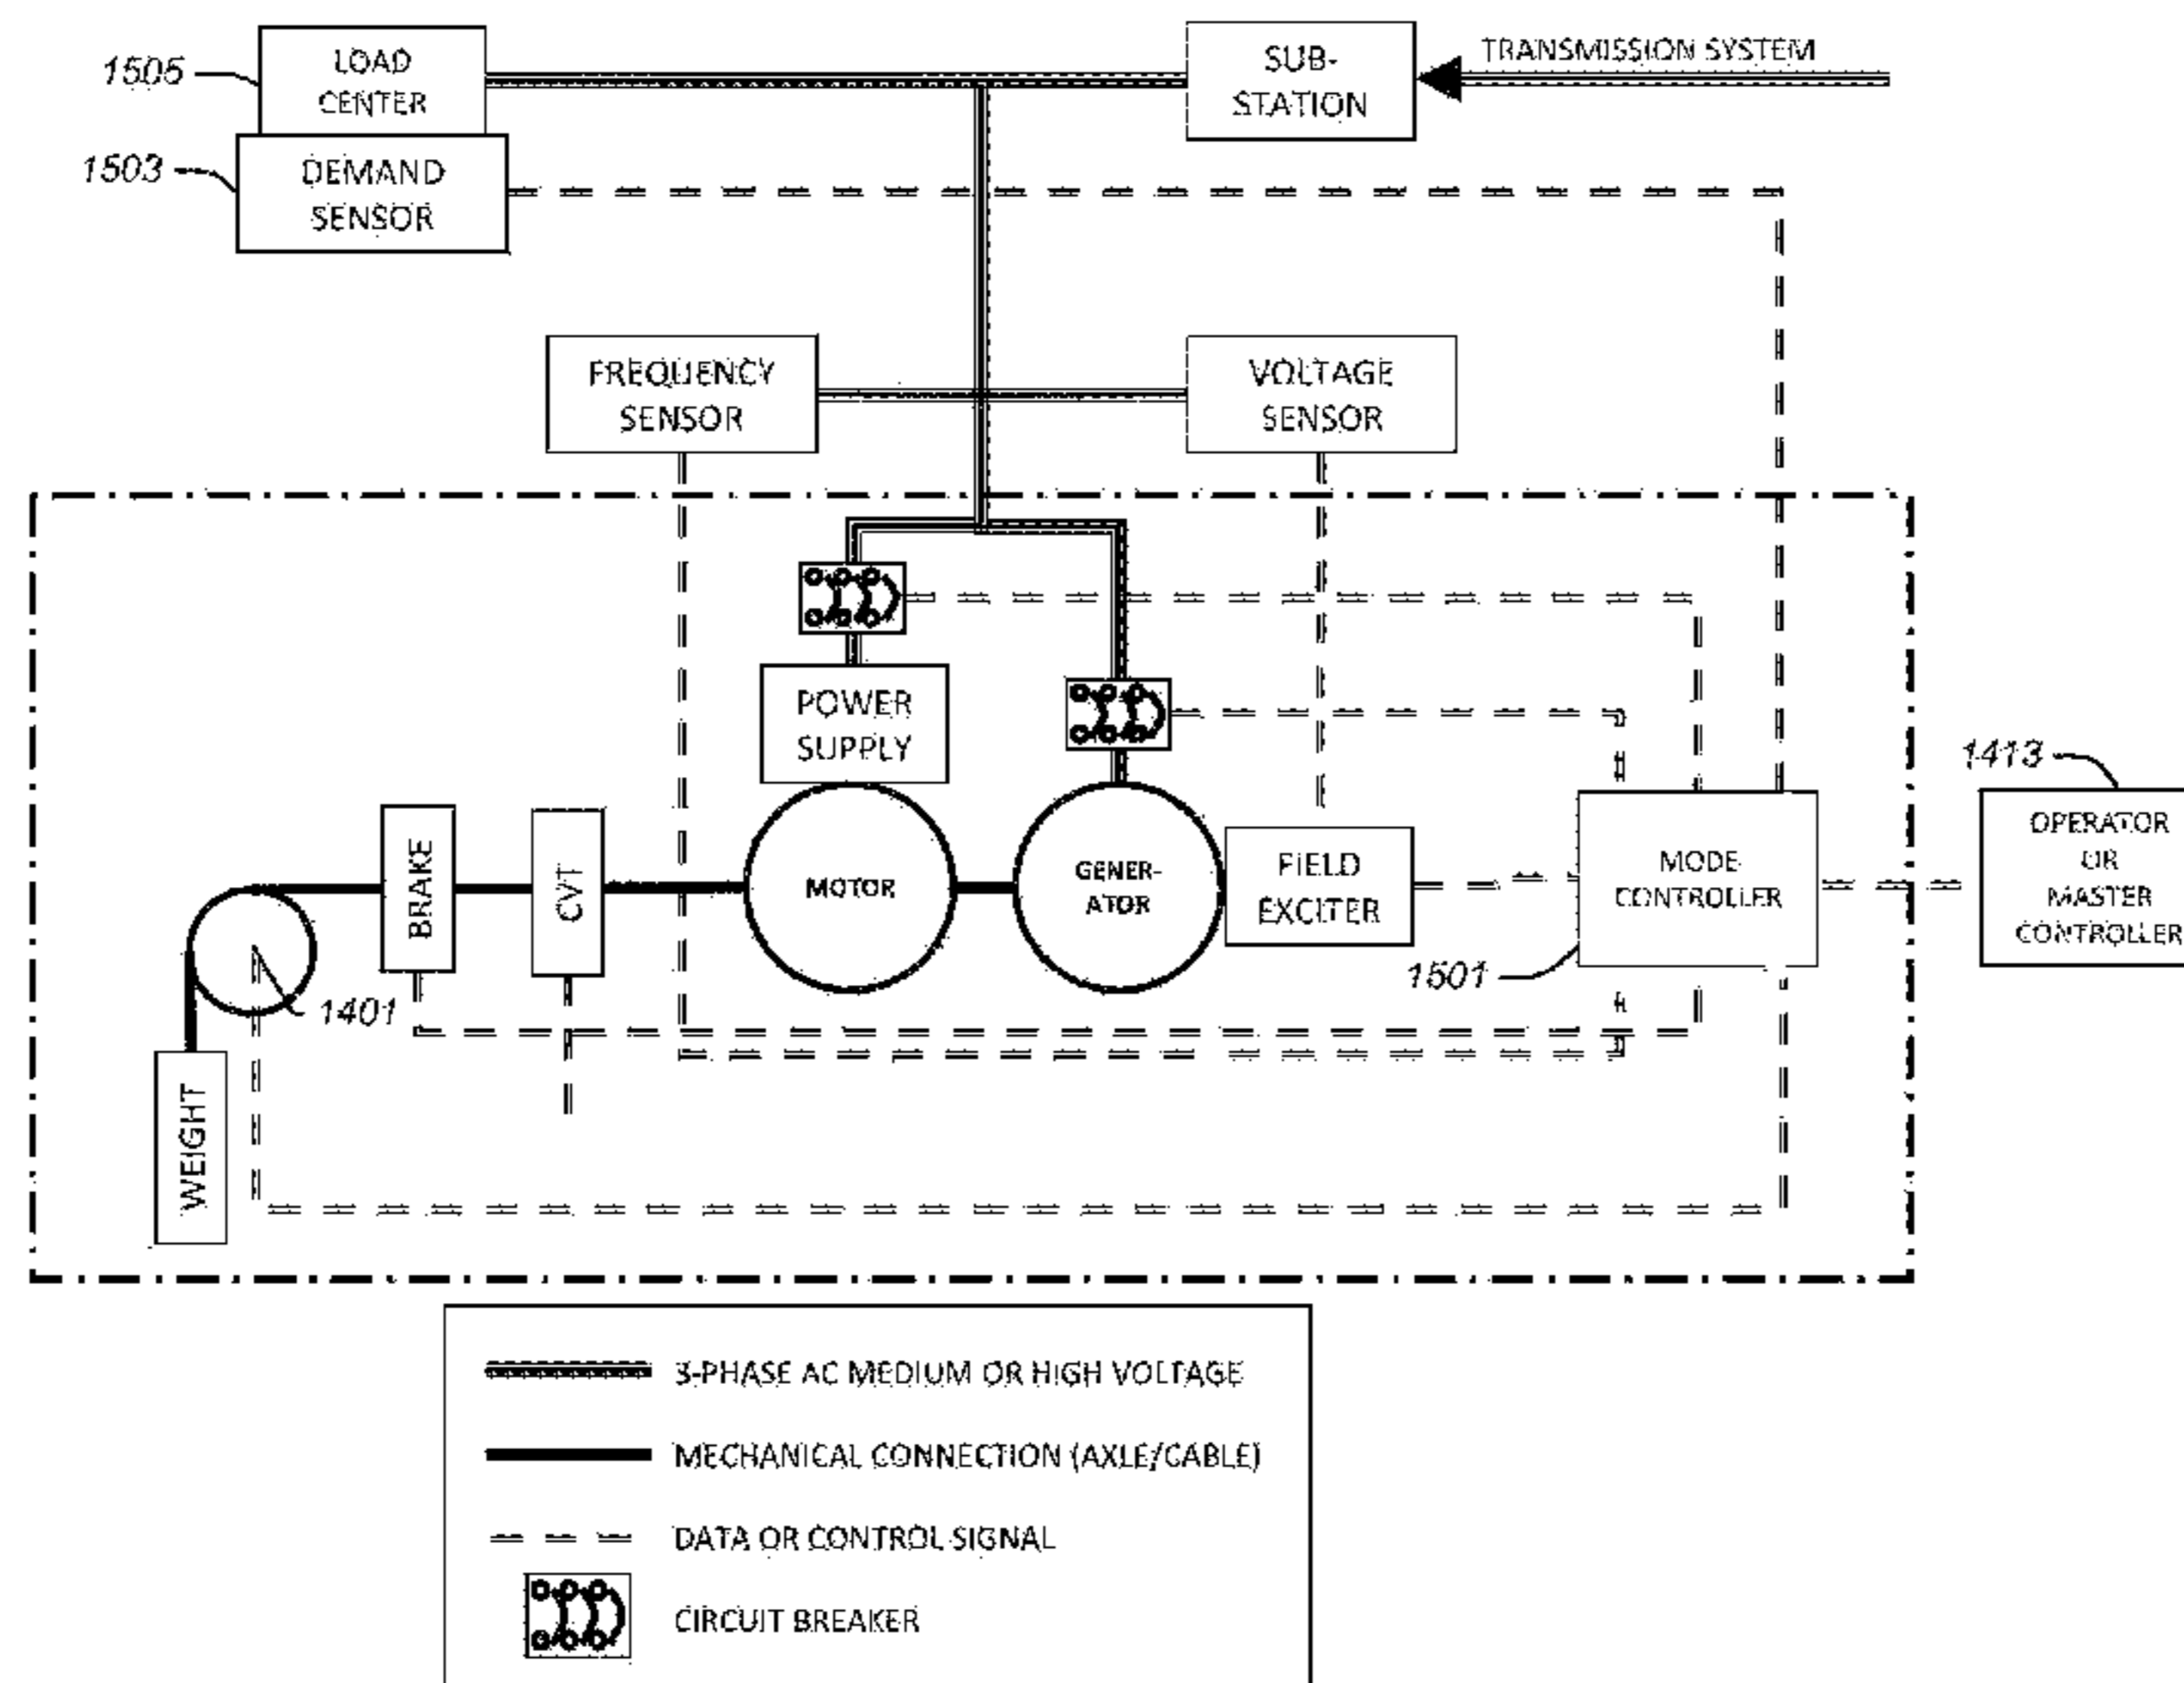 1505
LOAD
CENTER
SUB-
STATION
TRANSMISSION SYSTEM
1503
DEMAND
SENSOR
FREQUENCY
SENSOR
VOLTAGE
SENSOR
POWER
SUPPLY
1413
BRAKE
CVT
MOTOR
GENER-
ATOR
FIELD
EXCITER
MODE
CONTROLLER
OPERATOR
OR
MASTER
CONTROLLER
1501
1401
WEIGHT
3-PHASE AC MEDIUM OR HIGH VOLTAGE
MECHANICAL CONNECTION (AXLE/CABLE)
DATA OR CONTROL SIGNAL
CIRCUIT BREAKER